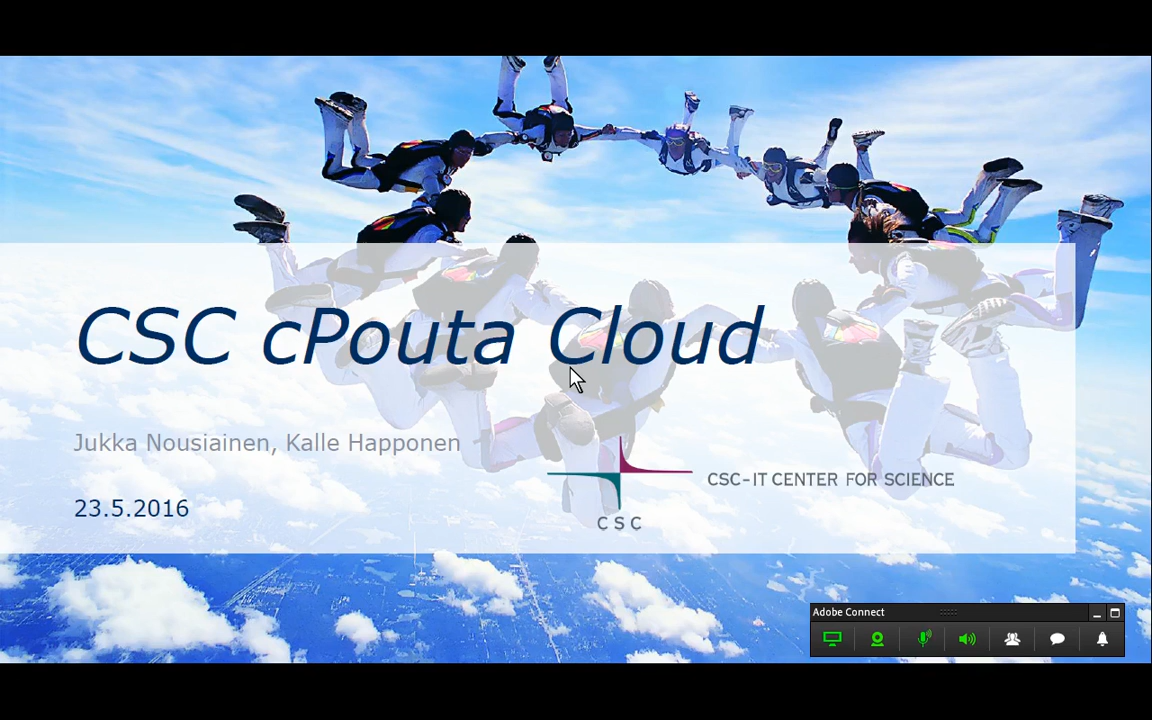 CSC cPouta Cloud
Jukka Nousiainen, Kalle Happonen
CSC-IT CENTER FOR SCIENCE
23.5.2016
CSC
Adobe Connect